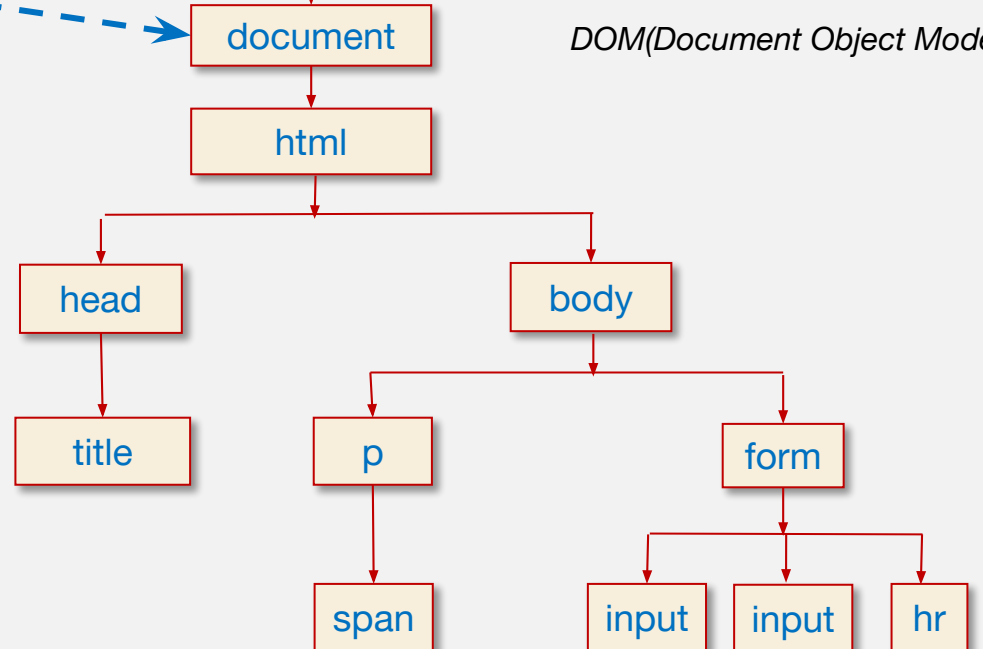 document
DOM(Document Object Mode
html
head
body
title
p
form
span
input
input
hr